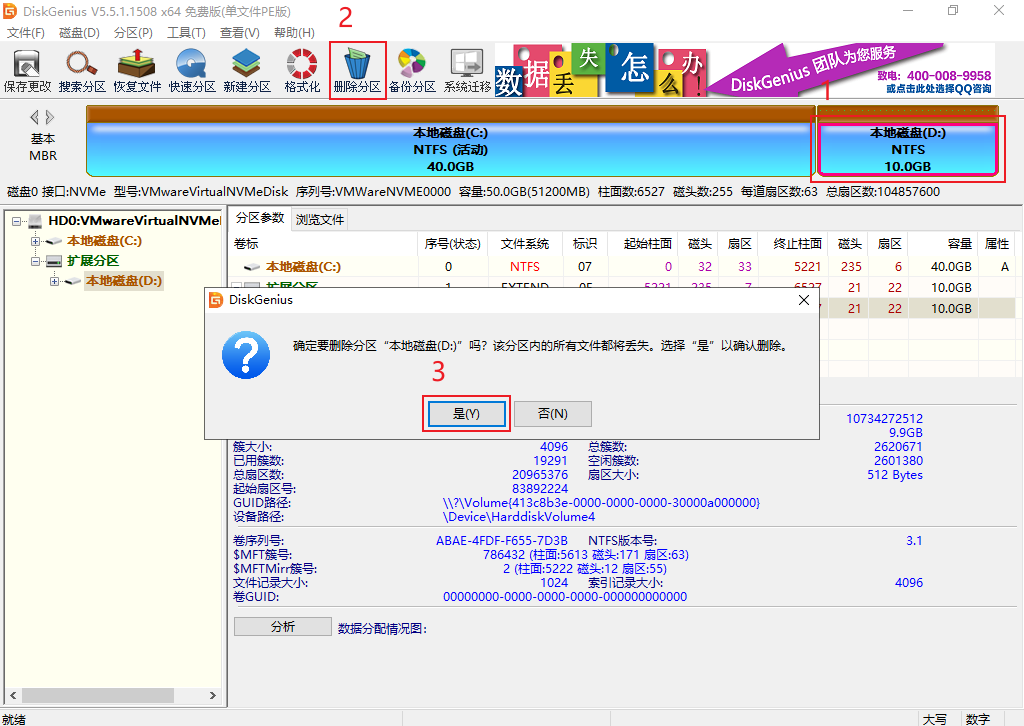 DiskGenius V5.5.1.1508 x64 免费版(单文件PE版)
文件(F) 磁盘(D) 分区(P) 工具(T) 查看(V) 帮助(H)
2
保存更改 搜索分区 恢复文件 快速分区 新建分区 格式化 删除分区 备份分区 系统迁移
数据丢失怎么办!
DiskGenius 团队为您服务
致电: 400-008-9958
或点击此处选择QQ咨询
1
基本
MBR
本地磁盘(C:)
NTFS (活动)
40.0GB
本地磁盘(D:)
NTFS
10.0GB
磁盘0 接口:NVMe 型号:VMwareVirtualNVMeDisk 序列号:VMWareNVME0000 容量:50.0GB(51200MB) 柱面数:6527 磁头数:255 每道扇区数:63 总扇区数:104857600
HD0:VMwareVirtualNVMe
本地磁盘(C:)
扩展分区
本地磁盘(D:)
分区参数 浏览文件
卷标 序号(状态) 文件系统 标识 起始柱面 磁头 扇区 终止柱面 磁头 扇区 容量 属性
本地磁盘(C:) 0 NTFS 07 0 32 33 5221 235 6 40.0GB A
扩展分区 1 EXTEND 05 5221 235 7 6527 21 22 10.0GB
21 22 10.0GB
DiskGenius
确定要删除分区“本地磁盘(D:)”吗? 该分区内的所有文件都将丢失。选择“是”以确认删除。
3
是(Y) 否(N)
10734272512
9.9GB
簇大小: 4096 总簇数: 2620671
已用簇数: 19291 空闲簇数: 2601380
总扇区数: 20965376 扇区大小: 512 Bytes
起始扇区号: 83892224
GUID路径: \\?\Volume{413c8b3e-0000-0000-0000-30000a000000}
设备路径: \Device\HarddiskVolume4
卷序列号: ABAE-4FDF-F655-7D3B NTFS版本号: 3.1
$MFT簇号: 786432 (柱面:5613 磁头:171 扇区:63)
$MFTMirr簇号: 2 (柱面:5222 磁头:12 扇区:55)
文件记录大小: 1024 索引记录大小: 4096
卷GUID: 00000000-0000-0000-0000-000000000000
分析 数据分配情况图:
就绪 大写 数字